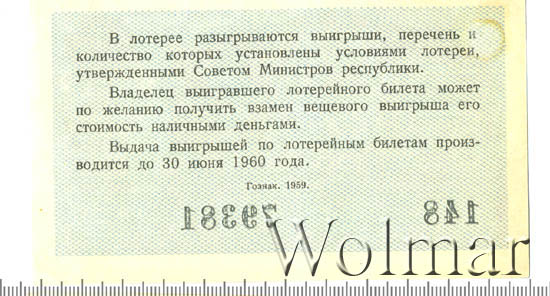 В лотерее разыгрываются выигрыши, перечень и
количество которых установлены условиями лотереи,
утвержденными Советом Министров республики.
Владелец выигравшего лотерейного билета может
по желанию получить взамен вещевого выигрыша его
стоимость наличными деньгами.
Выдача выигрышей по лотерейным билетам произ-
водится до 30 июня 1960 года.
Гознак. 1959.
79381 148
Wolmar